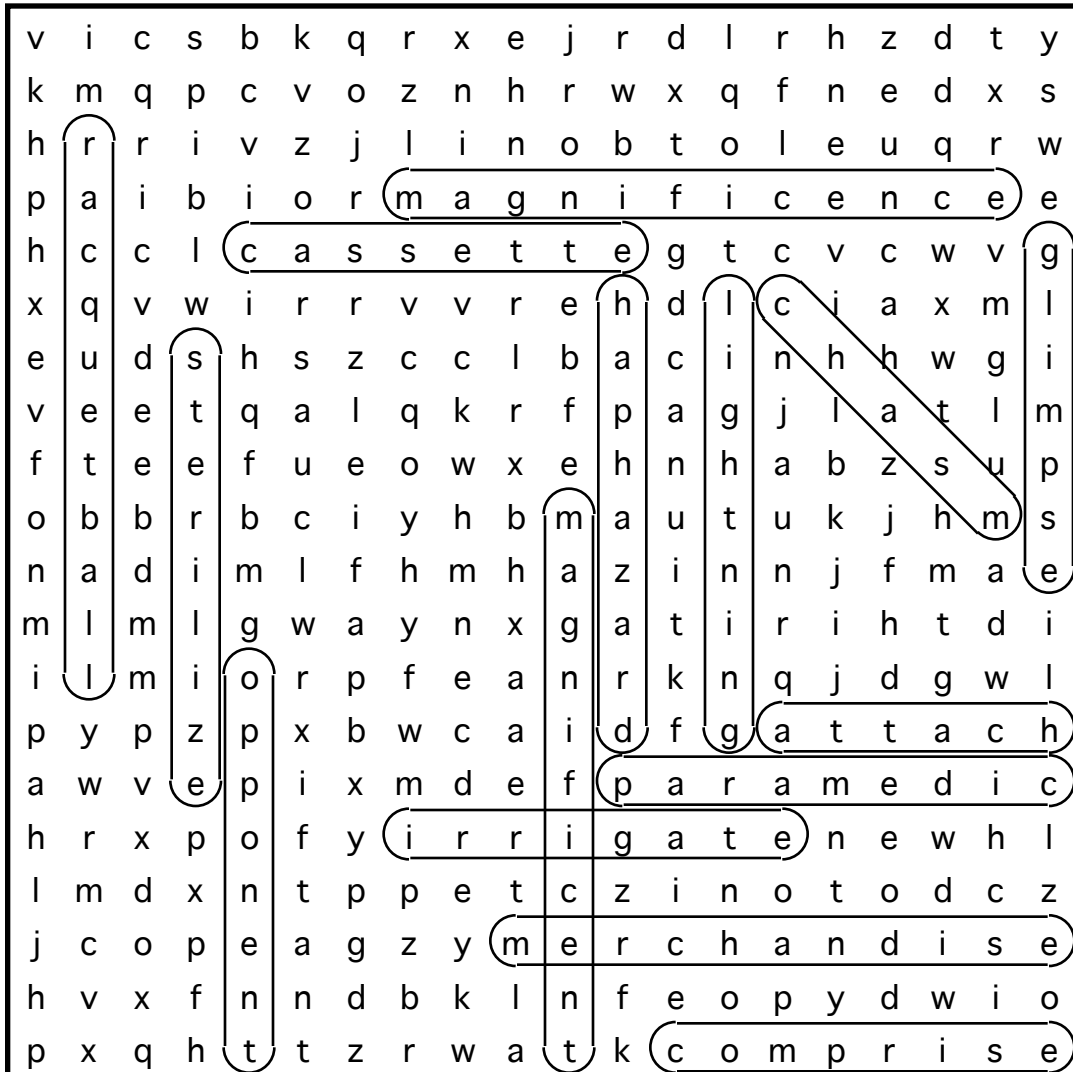 v i c s b k q r x e j r d l r h z d t y
k m q p c v o z n h r w x q f n e d x s
h r r i v z j l i n o b t o l e u q r w
p a i b i o r m a g n i f i c e n c e e
h c c l c a s s e t t e g t c v c w v g
x q v w i r r v v r e h d l c i a x m l
e u d s h s z c c l b a c i n h h w g i
v e e t q a l q k r f p a g j l a t l m
f t e e f u e o w x e h n h a b z s u p
o b b r b c i y h b m a u t u k j h m s
n a d i m l f h m h a z i n n j f m a e
m l m l g w a y n x g a t i r i h t d i
i l m i o r p f e a n r k n q j d g w l
p y p z p x b w c a i d f g a t t a c h
a w v e p i x m d e f p a r a m e d i c
h r x p o f y i r r i g a t e n e w h l
l m d x n t p p e t c z i n o t o d c z
j c o p e a g z y m e r c h a n d i s e
h v x f n n d b k l n f e o p y d w i o
p x q h t t z r w a t k c o m p r i s e